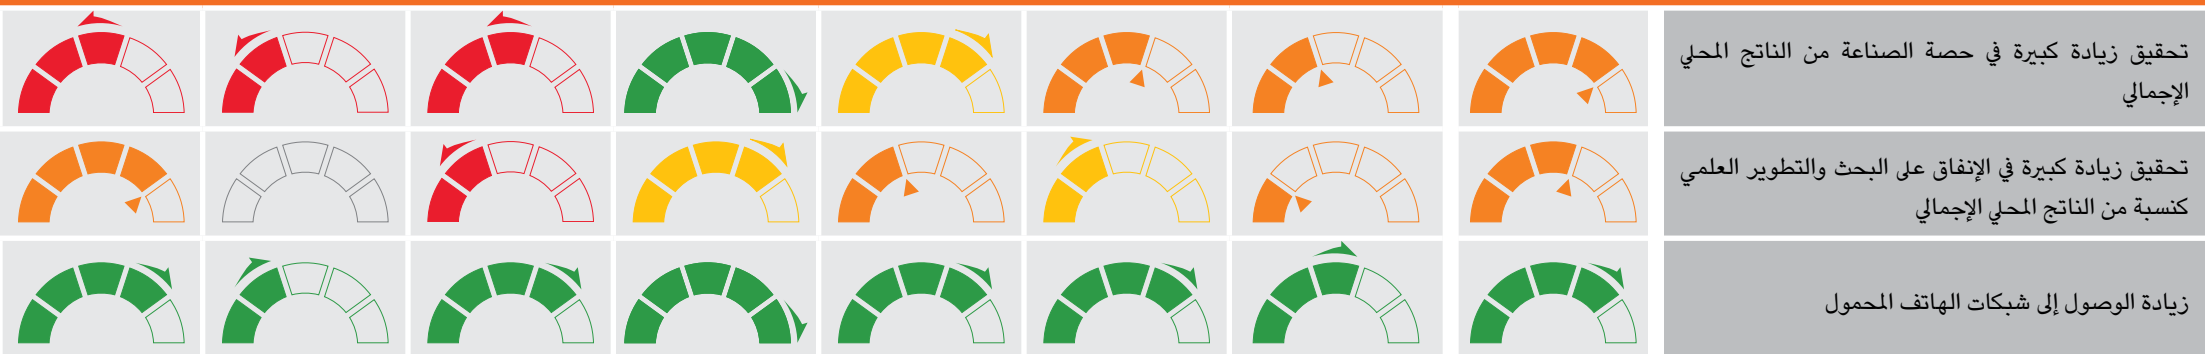 تحقيق زيادة كبيرة في حصة الصناعة من الناتج المحلي
الإجمالي
تحقيق زيادة كبيرة في الإنفاق على البحث والتطوير العلمي
كنسبة من الناتج المحلي الإجمالي
زيادة الوصول إلى شبكات الهاتف المحمول